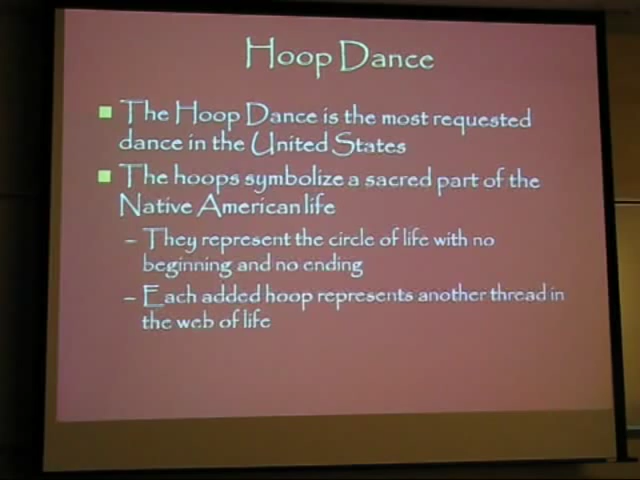 Hoop Dance
The Hoop Dance is the most requested
dance in the United States
The hoops symbolize a sacred part of the
Native American life
– They represent the circle of life with no
beginning and no ending
– Each added hoop represents another thread in
the web of life